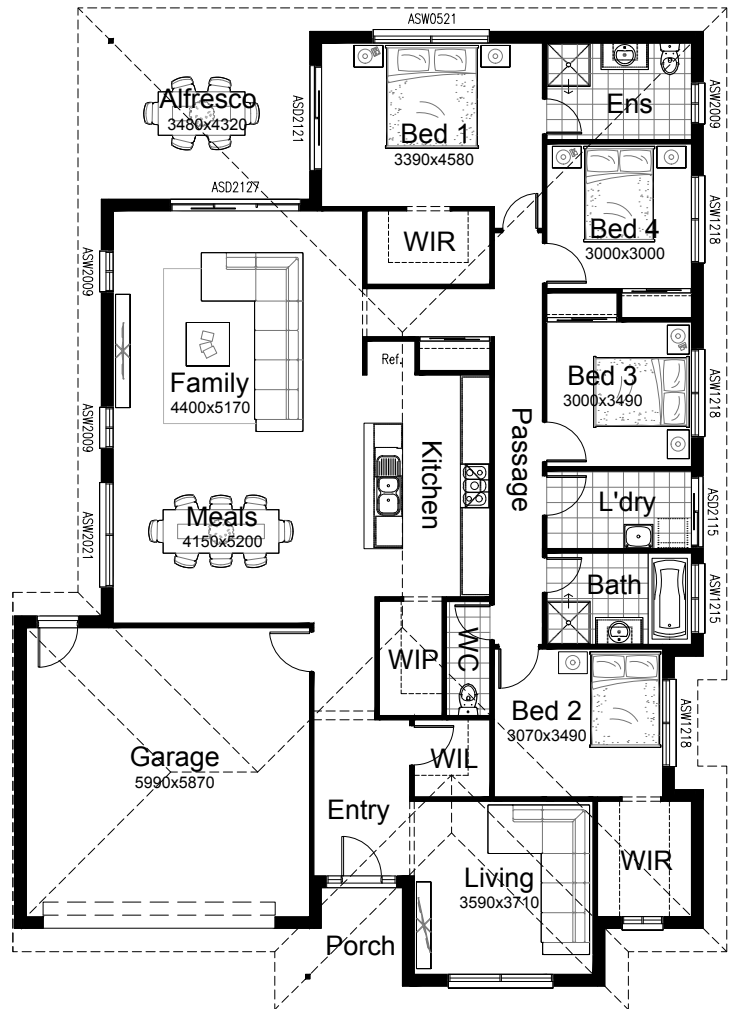 ASW0521
Alfresco
3480x4320
ASD2121
Bed 1
3390x4580
Ens
ASW2009
ASD2127
WIR
Bed 4
3000x3000
ASW1218
ASW2009
Ref.
Family
4400x5170
Bed 3
3000x3490
ASW1218
ASW2009
Kitchen
Passage
Meals
4150x5200
ASW2021
L'dry
ASD2115
Bath
ASW1215
WIP
WC
Bed 2
3070x3490
ASW1218
Garage
5990x5870
WIL
Entry
Living
3590x3710
WIR
Porch